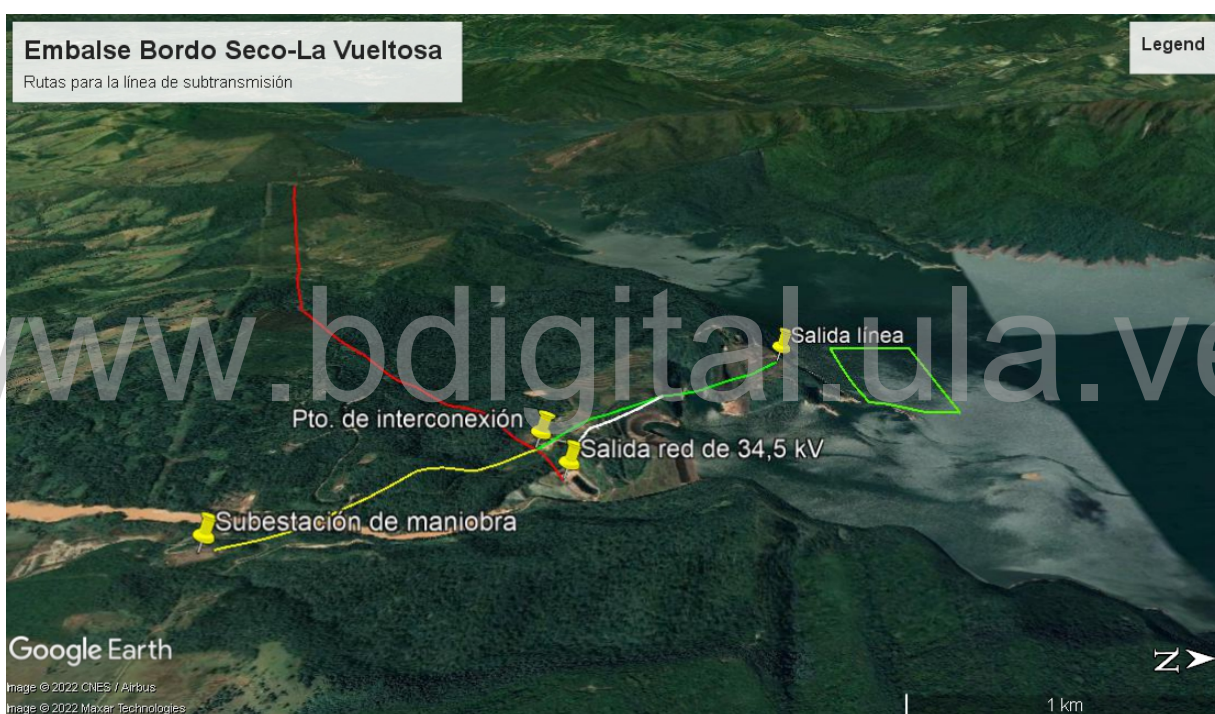 Embalse Bordo Seco-La Vueltosa
Rutas para la línea de subtransmisión
Legend
www.bdigital.ula.ve
Salida línea
Pto. de interconexión
Salida red de 34,5 kV
Subestación de maniobra
Google Earth
Image © 2022 CNES / Airbus
Image © 2022 Maxar Technologies
N
1 km